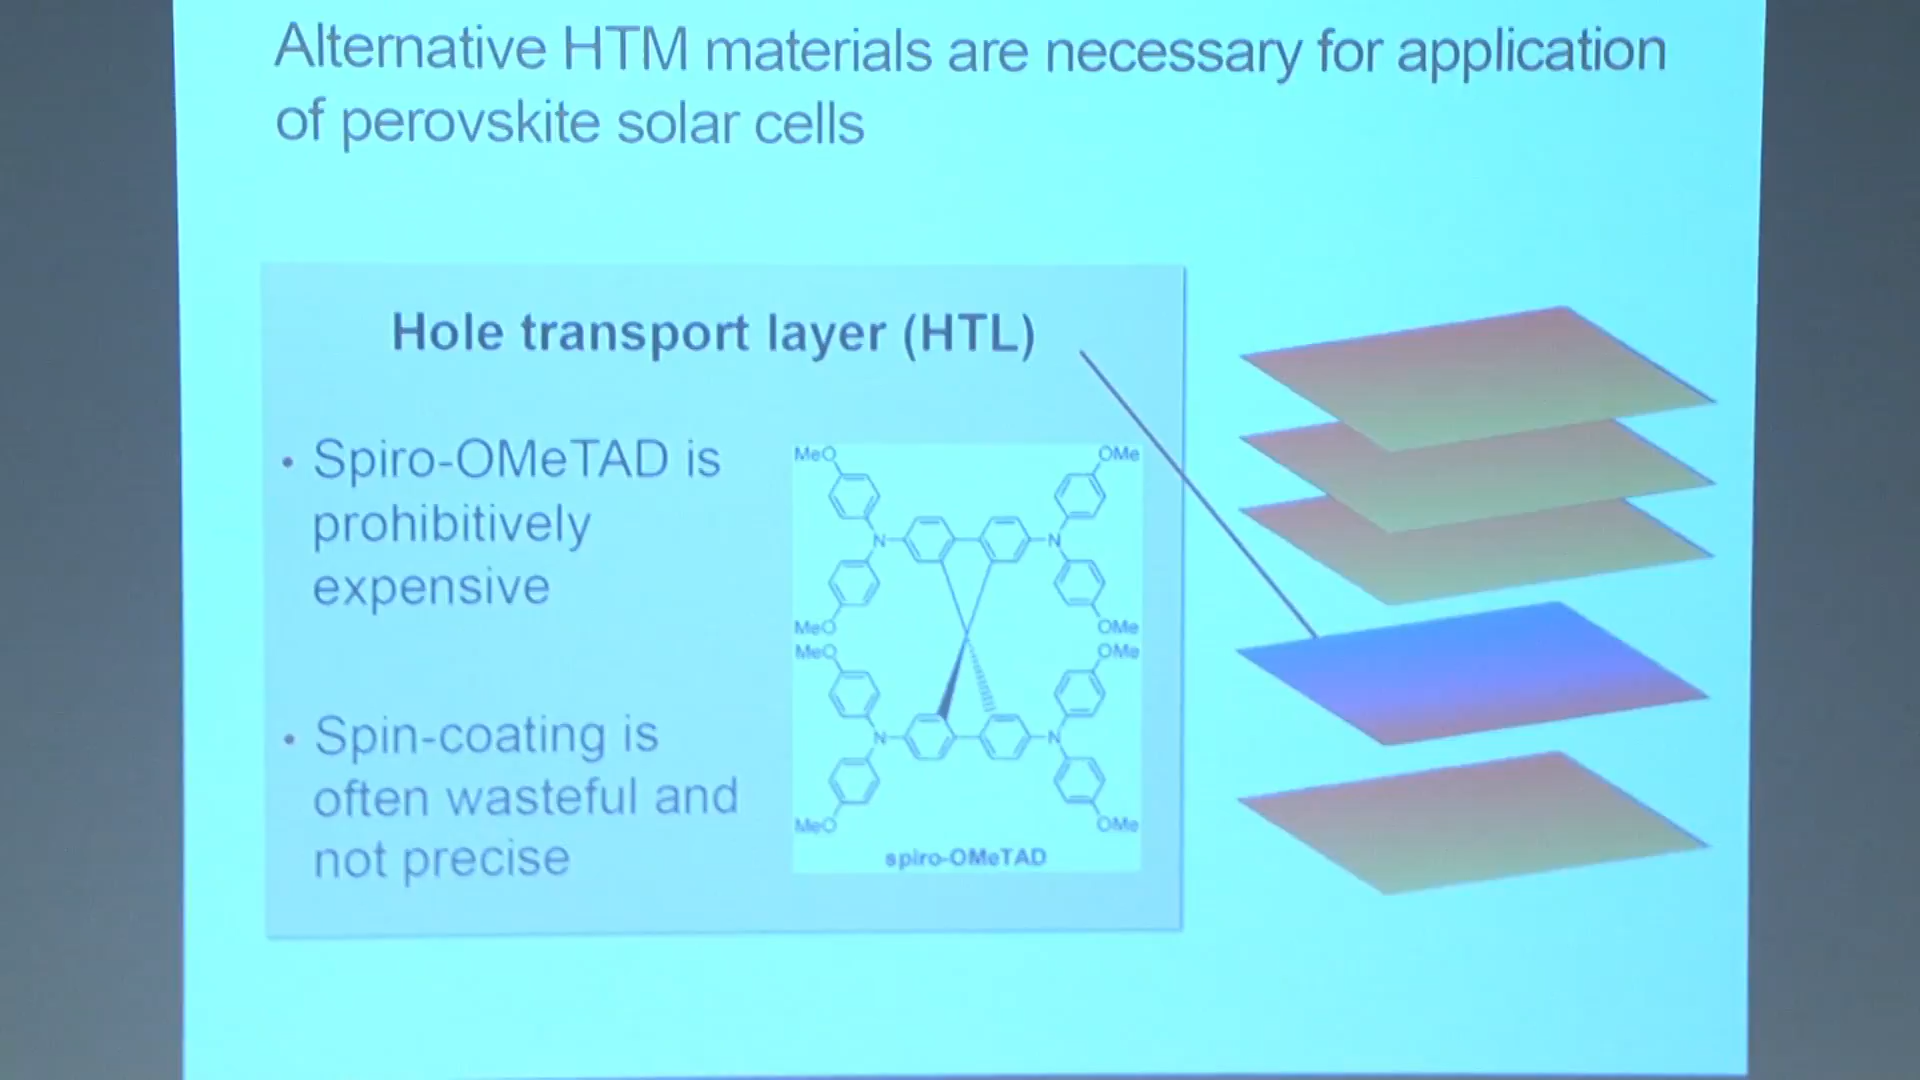 Alternative HTM materials are necessary for application
of perovskite solar cells
Hole transport layer (HTL)
• Spiro-OMeTAD is
prohibitively
expensive
• Spin-coating is
often wasteful and
not precise
MeO OMe
N N
MeO OMe
MeO OMe
N N
MeO OMe
spiro-OMeTAD